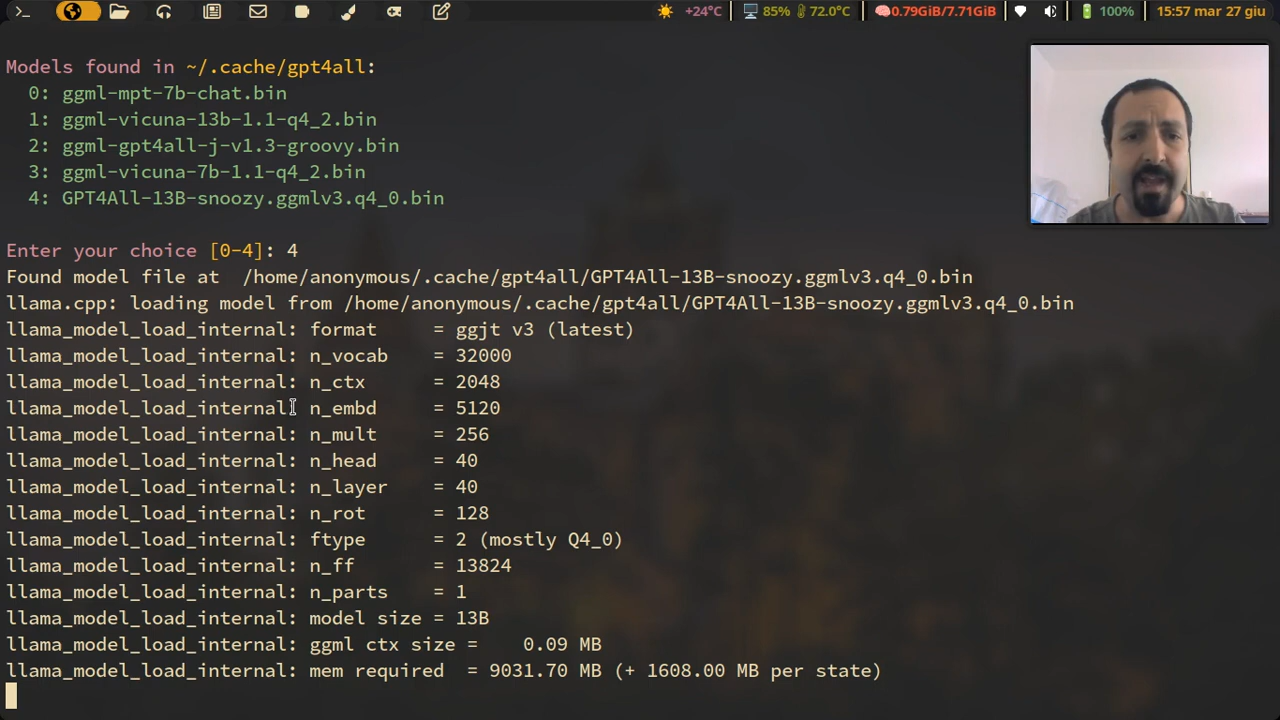 +24°C 85% 72.0°C 0.79GiB/7.71GiB 100% 15:57 mar 27 giu
Models found in ~/.cache/gpt4all:
0: ggml-mpt-7b-chat.bin
1: ggml-vicuna-13b-1.1-q4_2.bin
2: ggml-gpt4all-j-v1.3-groovy.bin
3: ggml-vicuna-7b-1.1-q4_2.bin
4: GPT4All-13B-snoozy.ggmlv3.q4_0.bin
Enter your choice [0-4]: 4
Found model file at  /home/anonymous/.cache/gpt4all/GPT4All-13B-snoozy.ggmlv3.q4_0.bin
llama.cpp: loading model from /home/anonymous/.cache/gpt4all/GPT4All-13B-snoozy.ggmlv3.q4_0.bin
llama_model_load_internal: format     = ggjt v3 (latest)
llama_model_load_internal: n_vocab    = 32000
llama_model_load_internal: n_ctx      = 2048
llama_model_load_internal: n_embd     = 5120
llama_model_load_internal: n_mult     = 256
llama_model_load_internal: n_head     = 40
llama_model_load_internal: n_layer    = 40
llama_model_load_internal: n_rot      = 128
llama_model_load_internal: ftype      = 2 (mostly Q4_0)
llama_model_load_internal: n_ff       = 13824
llama_model_load_internal: n_parts    = 1
llama_model_load_internal: model size = 13B
llama_model_load_internal: ggml ctx size =    0.09 MB
llama_model_load_internal: mem required  = 9031.70 MB (+ 1608.00 MB per state)